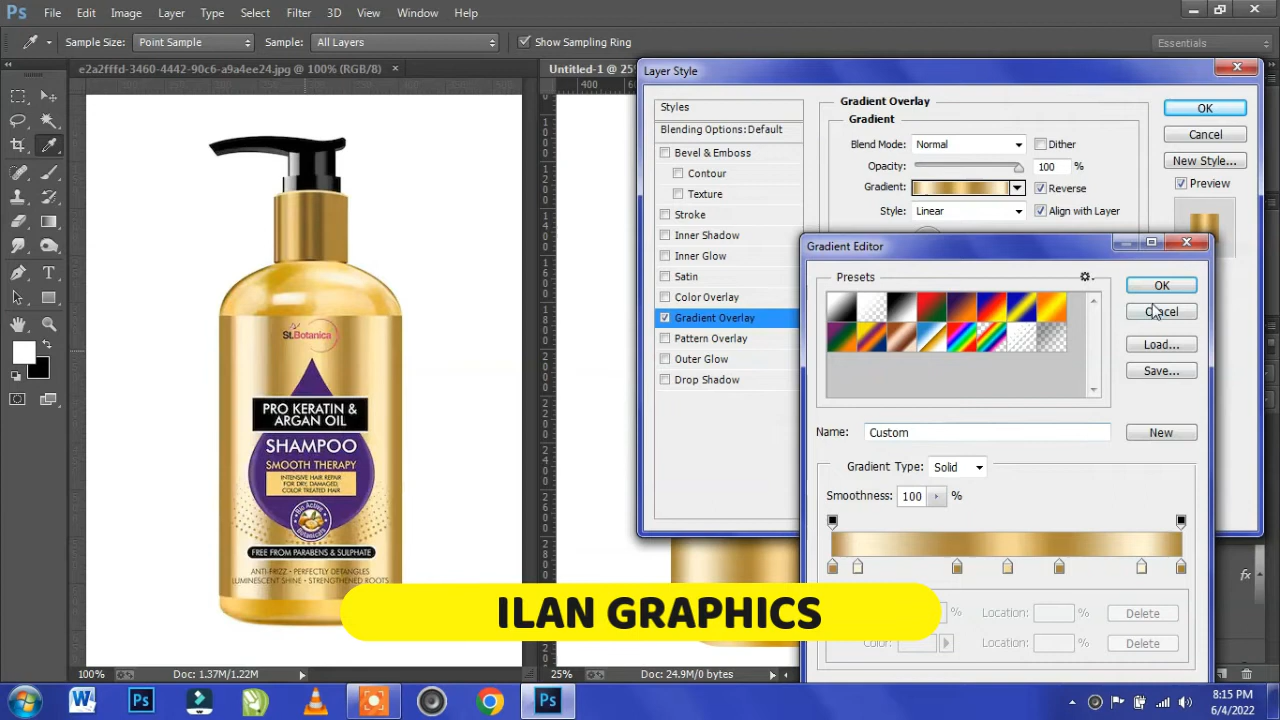 Ps File Edit Image Layer Type Select Filter 3D View Window Help
Sample Size: Point Sample Sample: All Layers Show Sampling Ring Essentials
e2a2fffd-3460-4442-90c6-a9a4ee24.jpg @ 100% (RGB/8) ×
Untitled-1 @ 25
400
Layer Style
Styles
Blending Options: Default
Bevel & Emboss
Contour
Texture
Stroke
Inner Shadow
Inner Glow
Satin
Color Overlay
Gradient Overlay
Pattern Overlay
Outer Glow
Drop Shadow
Gradient Overlay
Gradient
Blend Mode: Normal Dither
Opacity: 100 %
Gradient: Reverse
Style: Linear Align with Layer
OK
Cancel
New Style...
Preview
Gradient Editor
Presets
OK
Cancel
Load...
Save...
Name: Custom New
Gradient Type: Solid
Smoothness: 100 %
% Location: Delete
Color: Location: Delete
StBotanica
PRO KERATIN &
ARGAN OIL
SHAMPOO
SMOOTH THERAPY
INTENSIVE HAIR REPAIR
FOR DRY, DAMAGED,
COLOR TREATED HAIR
Bio Active
Botanicals
FREE FROM PARABENS & SULPHATE
ANTI-FRIZZ • PERFECTLY DETANGLES
LUMINESCENT SHINE • STRENGTHENED ROOTS
ILAN GRAPHICS
100% Doc: 1.37M/1.22M
25% Doc: 24.9M/0 bytes
fx
W Ps Ps
8:15 PM
6/4/2022